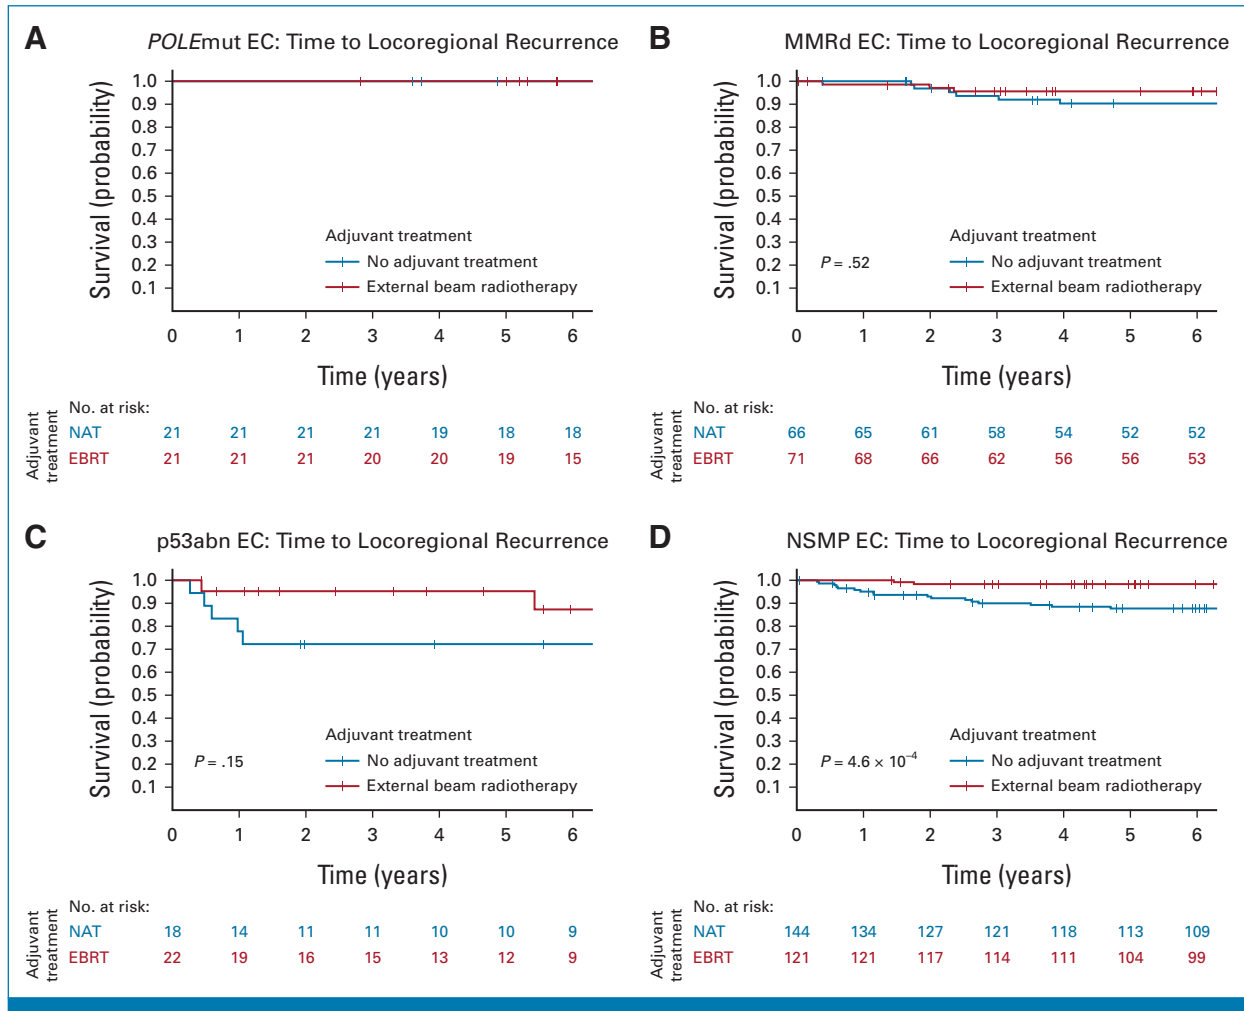 A
POLEmut EC: Time to Locoregional Recurrence
Survival (probability)
1.0
0.9
0.8
0.7
0.6
0.5
0.4
0.3
0.2
0.1
Adjuvant treatment
No adjuvant treatment
External beam radiotherapy
0 1 2 3 4 5 6
Time (years)
Adjuvant treatment
No. at risk:
NAT 21 21 21 21 19 18 18
EBRT 21 21 21 20 20 19 15
B
MMRd EC: Time to Locoregional Recurrence
Survival (probability)
1.0
0.9
0.8
0.7
0.6
0.5
0.4
0.3
0.2
0.1
Adjuvant treatment
No adjuvant treatment
External beam radiotherapy
P = .52
0 1 2 3 4 5 6
Time (years)
Adjuvant treatment
No. at risk:
NAT 66 65 61 58 54 52 52
EBRT 71 68 66 62 56 56 53
C
p53abn EC: Time to Locoregional Recurrence
Survival (probability)
1.0
0.9
0.8
0.7
0.6
0.5
0.4
0.3
0.2
0.1
Adjuvant treatment
No adjuvant treatment
External beam radiotherapy
P = .15
0 1 2 3 4 5 6
Time (years)
Adjuvant treatment
No. at risk:
NAT 18 14 11 11 10 10 9
EBRT 22 19 16 15 13 12 9
D
NSMP EC: Time to Locoregional Recurrence
Survival (probability)
1.0
0.9
0.8
0.7
0.6
0.5
0.4
0.3
0.2
0.1
Adjuvant treatment
No adjuvant treatment
External beam radiotherapy
P = 4.6 × 10⁻⁴
0 1 2 3 4 5 6
Time (years)
Adjuvant treatment
No. at risk:
NAT 144 134 127 121 118 113 109
EBRT 121 121 117 114 111 104 99